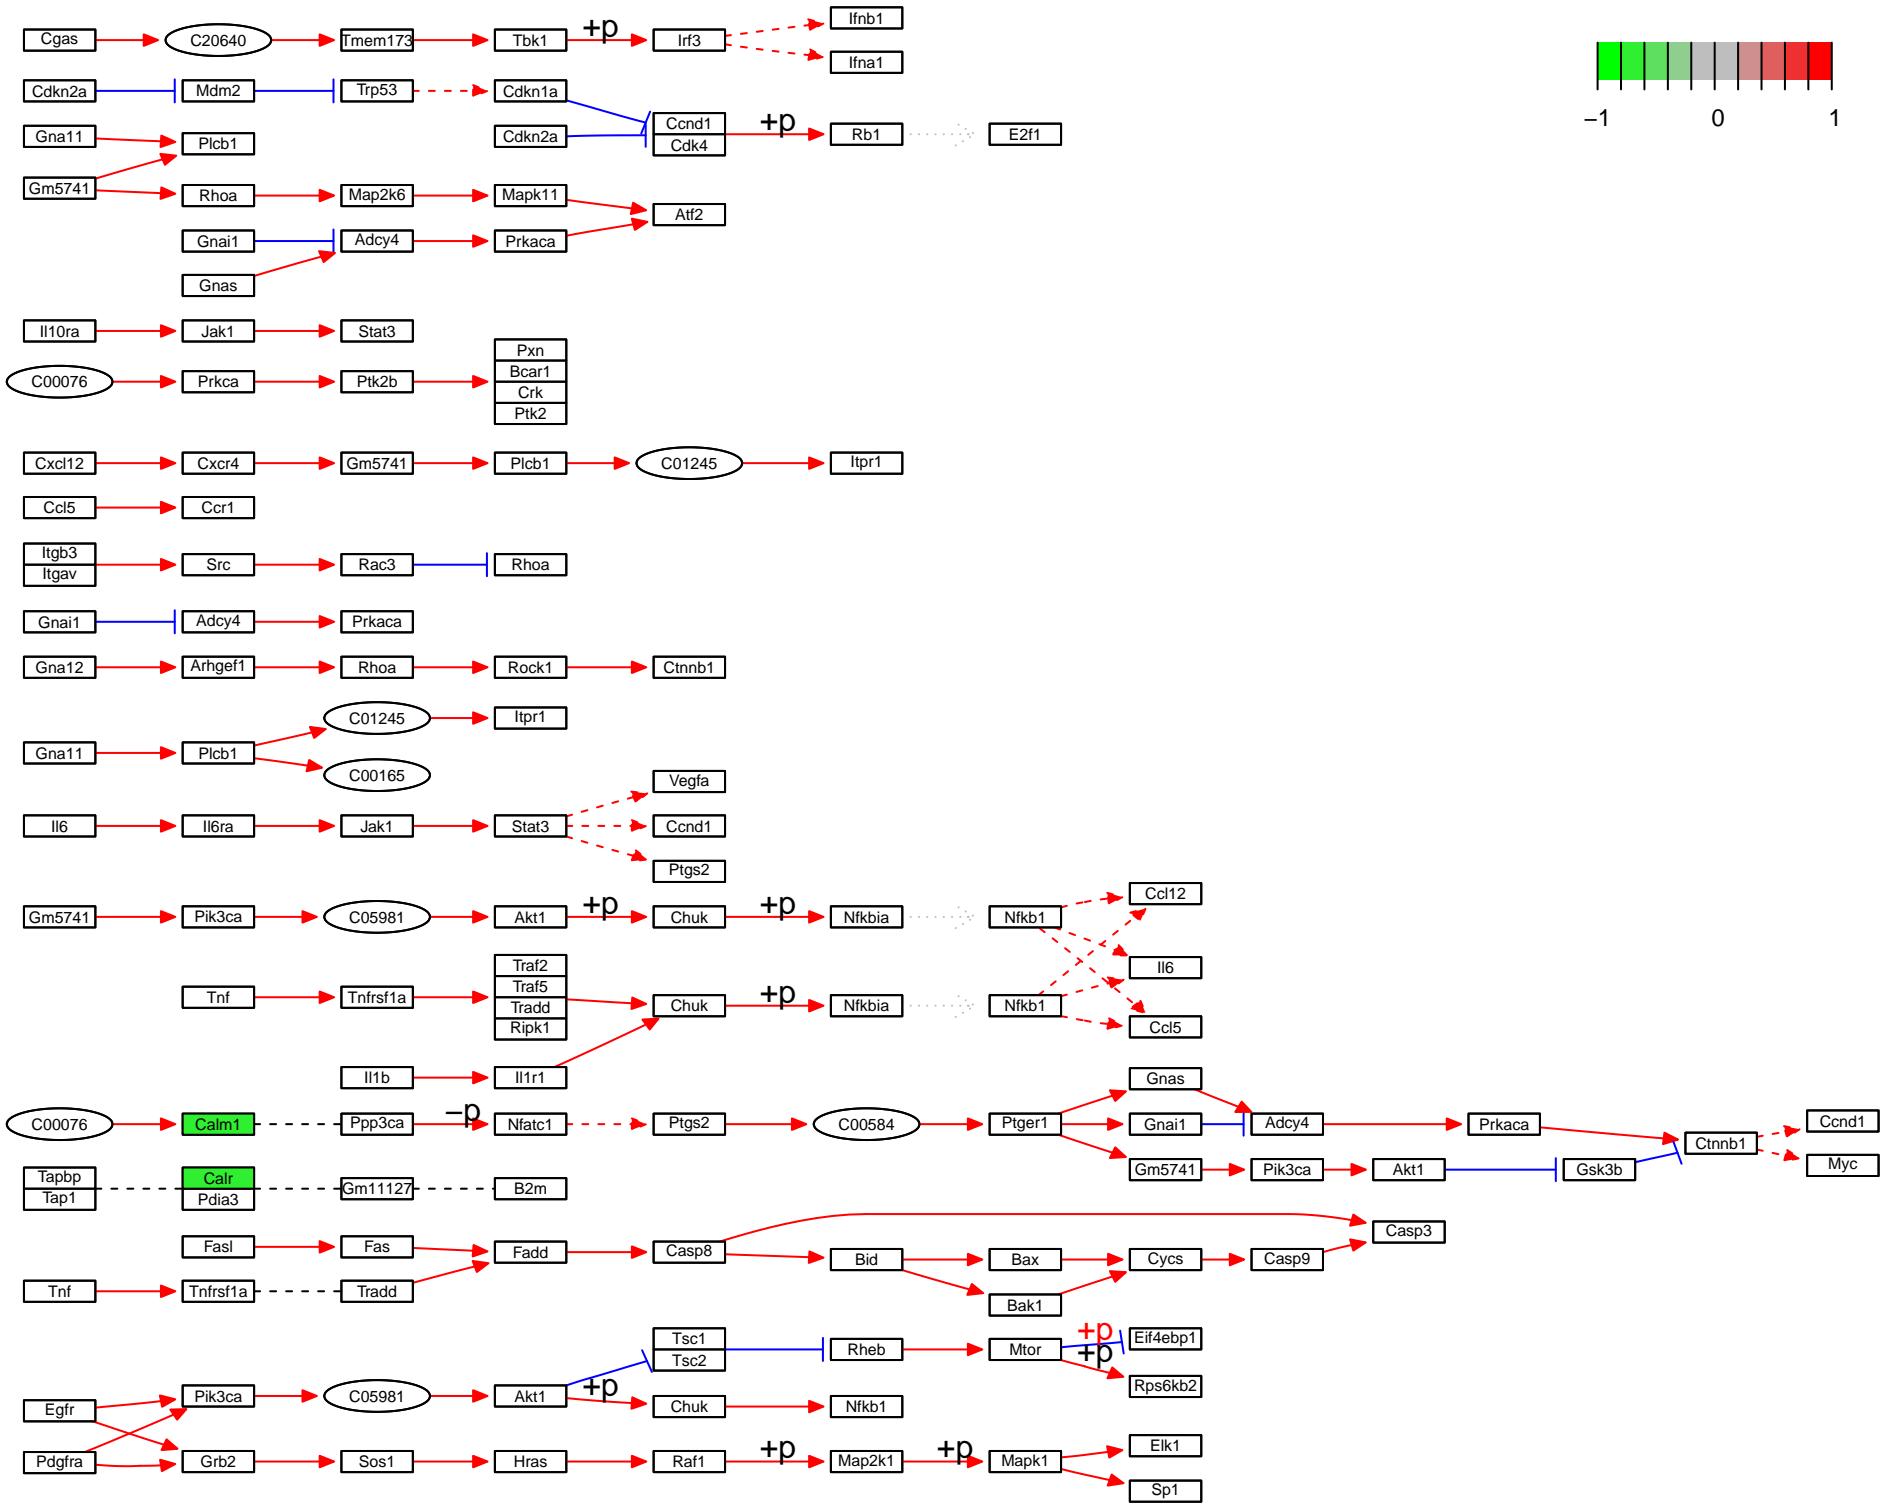 Cgas C20640 Tmem173 Tbk1 +p Irf3 Ifnb1
Ifna1
−1 0 1
Cdkn2a Mdm2 Trp53 Cdkn1a
Cdkn2a Ccnd1 +p Rb1 E2f1
Cdk4
Gna11 Plcb1
Gm5741 Rhoa Map2k6 Mapk11 Atf2
Gnai1 Adcy4 Prkaca
Gnas
Il10ra Jak1 Stat3
C00076 Prkca Ptk2b Pxn
Bcar1
Crk
Ptk2
Cxcl12 Cxcr4 Gm5741 Plcb1 C01245 Itpr1
Ccl5 Ccr1
Itgb3 Src Rac3 Rhoa
Itgav
Gnai1 Adcy4 Prkaca
Gna12 Arhgef1 Rhoa Rock1 Ctnnb1
C01245 Itpr1
Gna11 Plcb1
C00165
Vegfa
Il6 Il6ra Jak1 Stat3 Ccnd1
Ptgs2
Gm5741 Pik3ca C05981 Akt1 +p Chuk +p Nfkbia Nfkb1 Ccl12
Il6
Tnf Tnfrsf1a Traf2 Chuk +p Nfkbia Nfkb1
Traf5
Tradd
Ripk1
Ccl5
Il1b Il1r1
Gnas
C00076 Calm1 Ppp3ca −p Nfatc1 Ptgs2 C00584 Ptger1 Gnai1 Adcy4 Prkaca Ctnnb1 Ccnd1
Gm5741 Pik3ca Akt1 Gsk3b Myc
Tapbp Calr Gm11127 B2m
Tap1 Pdia3
Casp3
Fasl Fas Fadd Casp8 Bid Bax Cycs Casp9
Tnf Tnfrsf1a Tradd
Bak1
Tsc1 Rheb Mtor +p Eif4ebp1
Tsc2 +p
Rps6kb2
Egfr Pik3ca C05981 Akt1 +p Chuk Nfkb1
Pdgfra Grb2 Sos1 Hras Raf1 +p Map2k1 +p Mapk1 Elk1
Sp1